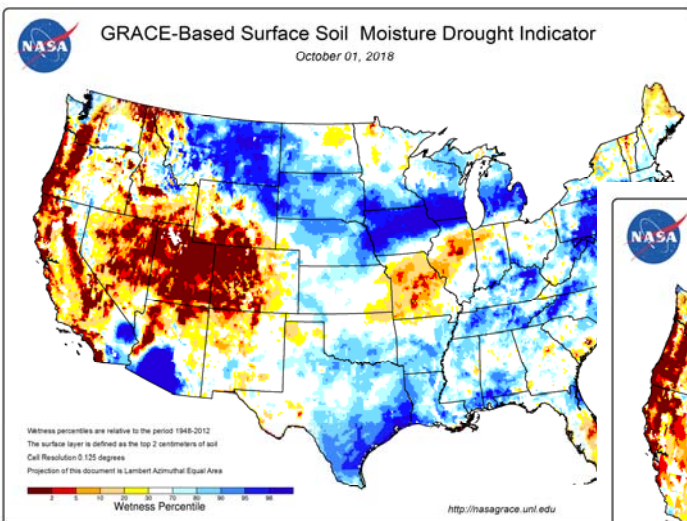 NASA
GRACE-Based Surface Soil Moisture Drought Indicator
October 01, 2018
NASA
Wetness percentiles are relative to the period 1948-2012
The surface layer is defined as the top 2 centimeters of soil
Cell Resolution 0.125 degrees
Projection of this document is Lambert Azimuthal Equal Area
2 5 10 20 30 70 80 90 95 98
Wetness Percentile
http://nasagrace.unl.edu